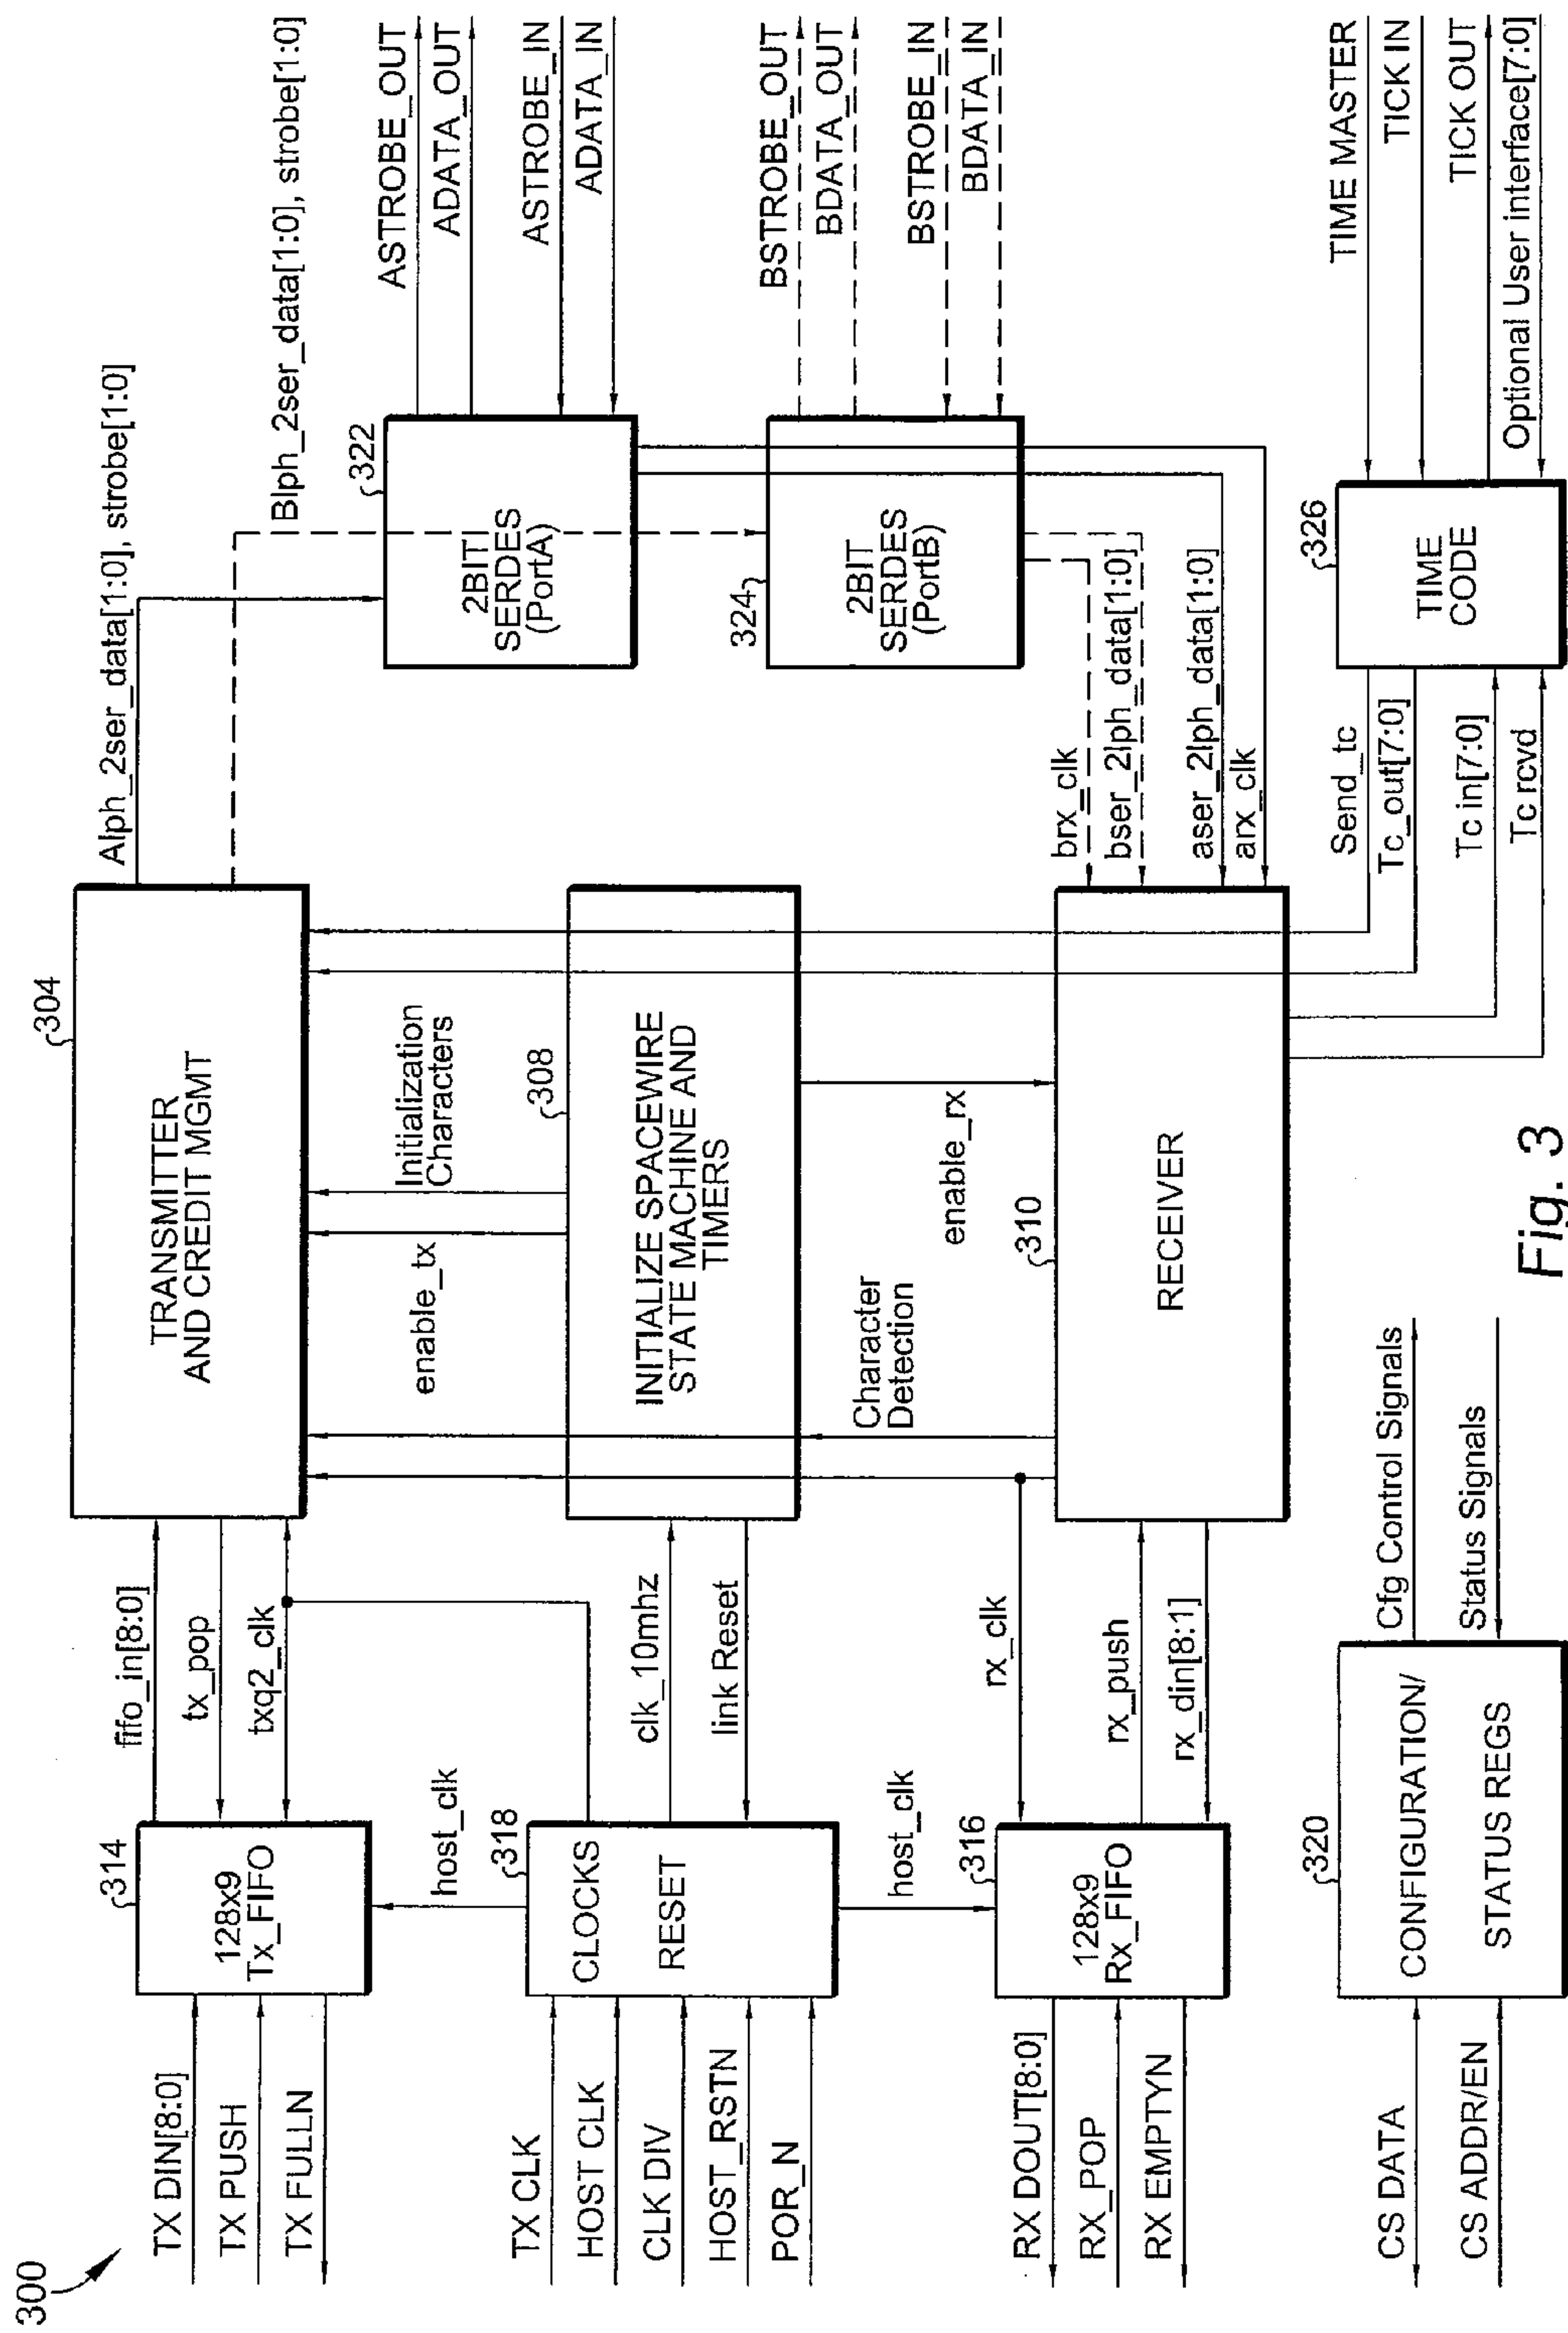 300
TX DIN[8:0]
TX PUSH
TX FULLN
314
128x9
Tx_FIFO
fifo_in[8:0]
tx_pop
txq2_clk
304
TRANSMITTER
AND CREDIT MGMT
Alph_2ser_data[1:0], strobe[1:0]
Blph_2ser_data[1:0], strobe[1:0]
host_clk
enable_tx
Initialization
Characters
322
2BIT
SERDES
(PortA)
ASTROBE_OUT
ADATA_OUT
ASTROBE_IN
ADATA_IN
TX CLK
HOST CLK
CLK DIV
HOST_RSTN
POR_N
318
CLOCKS
RESET
clk_10mhz
link Reset
308
INITIALIZE SPACEWIRE
STATE MACHINE AND
TIMERS
324
2BIT
SERDES
(PortB)
BSTROBE_OUT
BDATA_OUT
BSTROBE_IN
BDATA_IN
host_clk
Character
Detection
enable_rx
RX DOUT[8:0]
RX_POP
RX EMPTYN
316
128x9
Rx_FIFO
rx_clk
rx_push
rx_din[8:1]
310
RECEIVER
brx_clk
bser_2lph_data[1:0]
aser_2lph_data[1:0]
arx_clk
CS DATA
CS ADDR/EN
320
CONFIGURATION/
STATUS REGS
Cfg Control Signals
Status Signals
Send_tc
Tc_out[7:0]
Tc in[7:0]
Tc rcvd
326
TIME
CODE
TIME MASTER
TICK IN
TICK OUT
Optional User interface[7:0]
Fig. 3